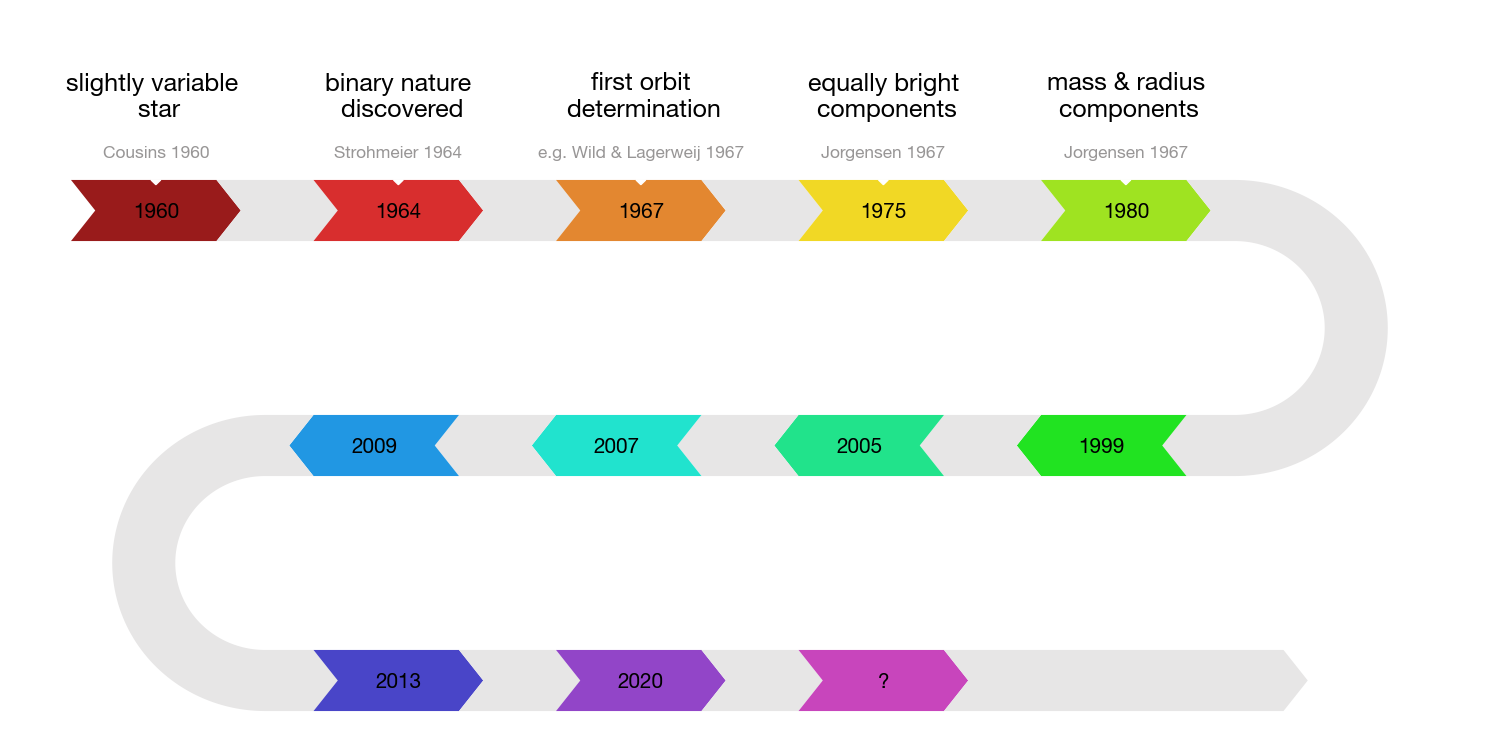 slightly variable
star
Cousins 1960
1960
binary nature
discovered
Strohmeier 1964
1964
first orbit
determination
e.g. Wild & Lagerweij 1967
1967
equally bright
components
Jorgensen 1967
1975
mass & radius
components
Jorgensen 1967
1980
1999
2005
2007
2009
2013
2020
?